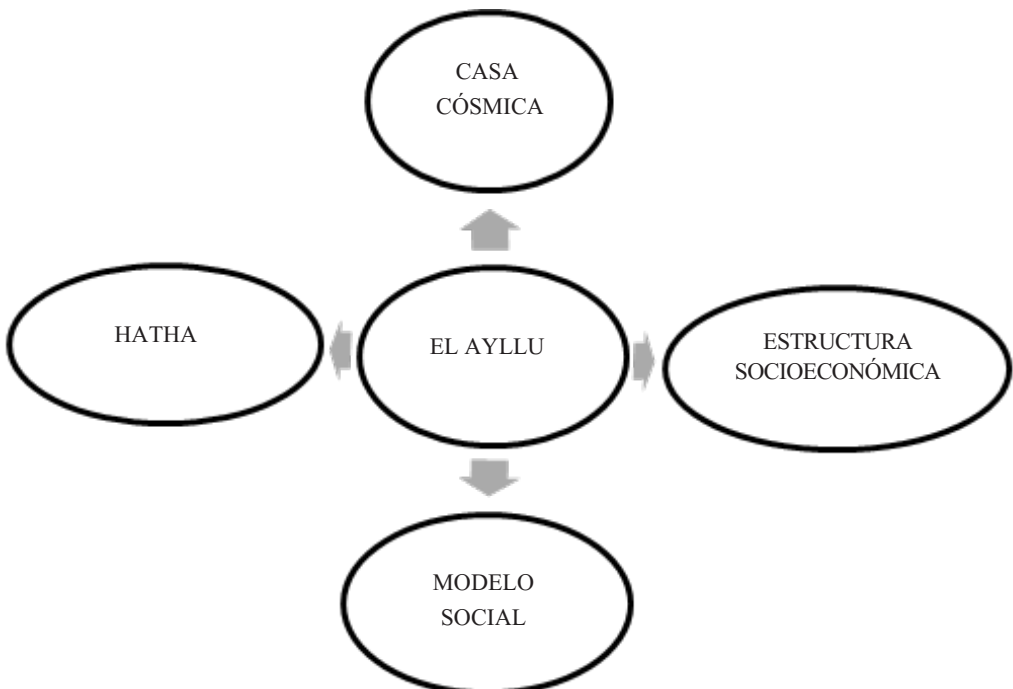 CASA
CÓSMICA
HATHA
EL AYLLU
ESTRUCTURA
SOCIOECONÓMICA
MODELO
SOCIAL